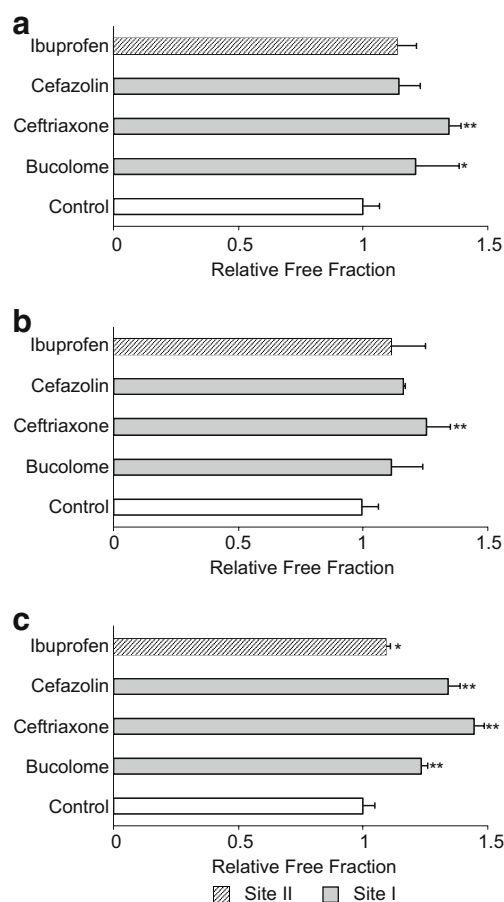 a
Ibuprofen
Cefazolin
Ceftriaxone **
Bucolome *
Control
0 0.5 1 1.5
Relative Free Fraction
b
Ibuprofen
Cefazolin
Ceftriaxone **
Bucolome
Control
0 0.5 1 1.5
Relative Free Fraction
c
Ibuprofen *
Cefazolin **
Ceftriaxone **
Bucolome **
Control
0 0.5 1 1.5
Relative Free Fraction
Site II Site I